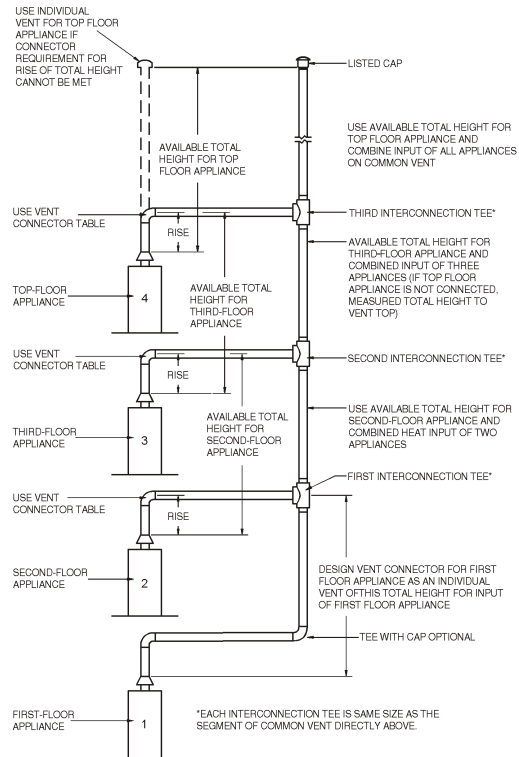 USE INDIVIDUAL
VENT FOR TOP FLOOR
APPLIANCE IF
CONNECTOR
REQUIREMENT FOR
RISE OF TOTAL HEIGHT
CANNOT BE MET
LISTED CAP
AVAILABLE TOTAL
HEIGHT FOR TOP
FLOOR APPLIANCE
USE AVAILABLE TOTAL HEIGHT FOR
TOP FLOOR APPLIANCE AND
COMBINE INPUT OF ALL APPLIANCES
ON COMMON VENT
USE VENT
CONNECTOR TABLE
RISE
THIRD INTERCONNECTION TEE*
AVAILABLE TOTAL HEIGHT FOR
THIRD-FLOOR APPLIANCE AND
COMBINED INPUT OF THREE
APPLIANCES (IF TOP FLOOR
APPLIANCE IS NOT CONNECTED,
MEASURED TOTAL HEIGHT TO
VENT TOP)
TOP-FLOOR
APPLIANCE
4
AVAILABLE TOTAL
HEIGHT FOR
THIRD-FLOOR
APPLIANCE
USE VENT
CONNECTOR TABLE
RISE
SECOND INTERCONNECTION TEE*
THIRD-FLOOR
APPLIANCE
3
AVAILABLE TOTAL
HEIGHT FOR
SECOND-FLOOR
APPLIANCE
USE AVAILABLE TOTAL HEIGHT FOR
SECOND-FLOOR APPLIANCE AND
COMBINED HEAT INPUT OF TWO
APPLIANCES
USE VENT
CONNECTOR TABLE
RISE
FIRST INTERCONNECTION TEE*
SECOND-FLOOR
APPLIANCE
2
DESIGN VENT CONNECTOR FOR FIRST
FLOOR APPLIANCE AS AN INDIVIDUAL
VENT OFTHIS TOTAL HEIGHT FOR INPUT
OF FIRST FLOOR APPLIANCE
TEE WITH CAP OPTIONAL
FIRST-FLOOR
APPLIANCE
1
*EACH INTERCONNECTION TEE IS SAME SIZE AS THE
SEGMENT OF COMMON VENT DIRECTLY ABOVE.